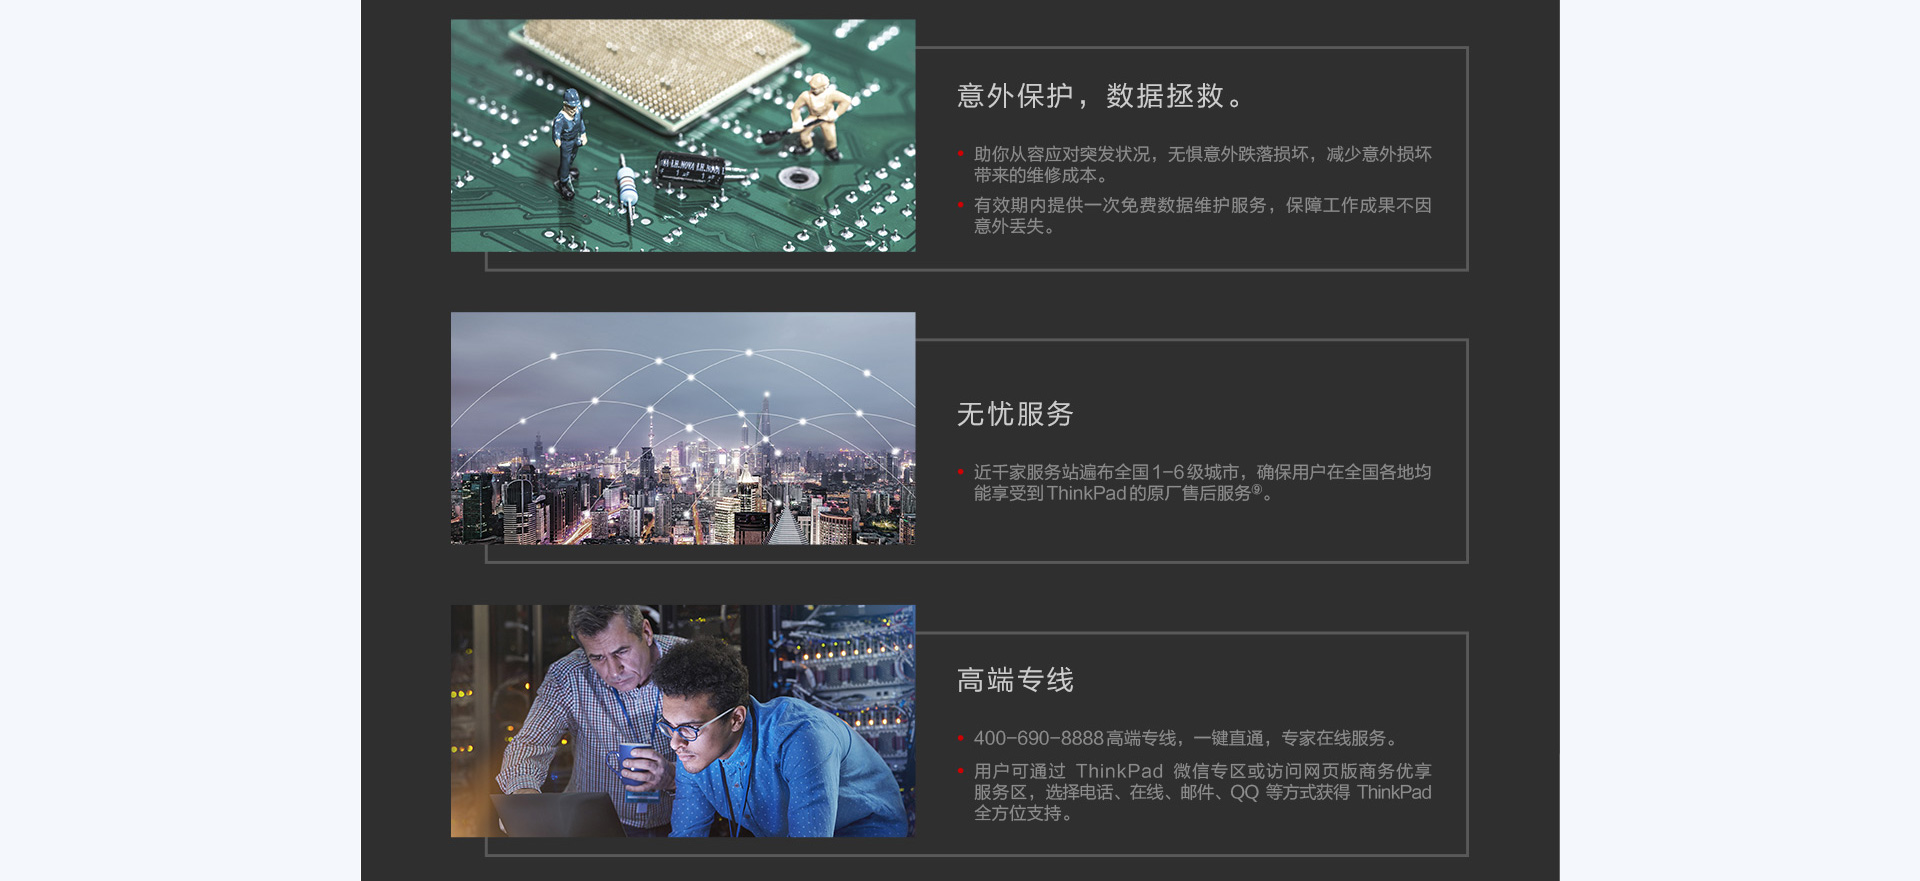 意外保护，数据拯救。
助你从容应对突发状况，无惧意外跌落损坏，减少意外损坏
带来的维修成本。
有效期内提供一次免费数据维护服务，保障工作成果不因
意外丢失。
无忧服务
近千家服务站遍布全国1-6级城市，确保用户在全国各地均
能享受到ThinkPad的原厂售后服务⑨。
高端专线
400-690-8888高端专线，一键直通，专家在线服务。
用户可通过 ThinkPad 微信专区或访问网页版商务优享
服务区，选择电话、在线、邮件、QQ 等方式获得 ThinkPad
全方位支持。